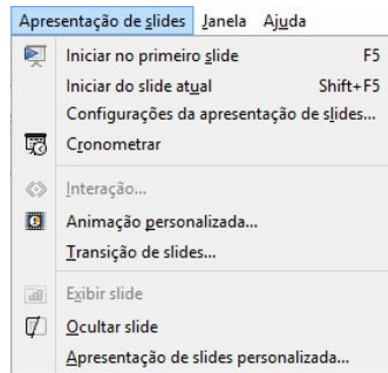 Apresentação de slides Janela Ajuda
Iniciar no primeiro slide F5
Iniciar do slide atual Shift+F5
Configurações da apresentação de slides...
Cronometrar
Interação...
Animação personalizada...
Transição de slides...
Exibir slide
Ocultar slide
Apresentação de slides personalizada...